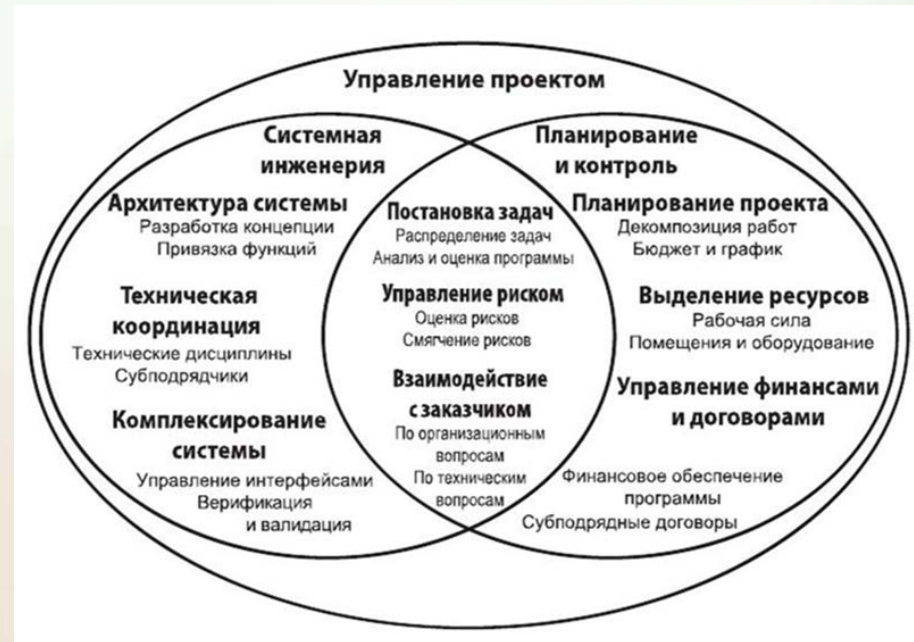 Управление проектом
Системная
инженерия
Архитектура системы
Разработка концепции
Привязка функций
Техническая
координация
Технические дисциплины
Субподрядчики
Комплексирование
системы
Управление интерфейсами
Верификация
и валидация
Постановка задач
Распределение задач
Анализ и оценка программы
Управление риском
Оценка рисков
Смягчение рисков
Взаимодействие
с заказчиком
По организационным
вопросам
По техническим
вопросам
Планирование
и контроль
Планирование проекта
Декомпозиция работ
Бюджет и график
Выделение ресурсов
Рабочая сила
Помещения и оборудование
Управление финансами
и договорами
Финансовое обеспечение
программы
Субподрядные договоры